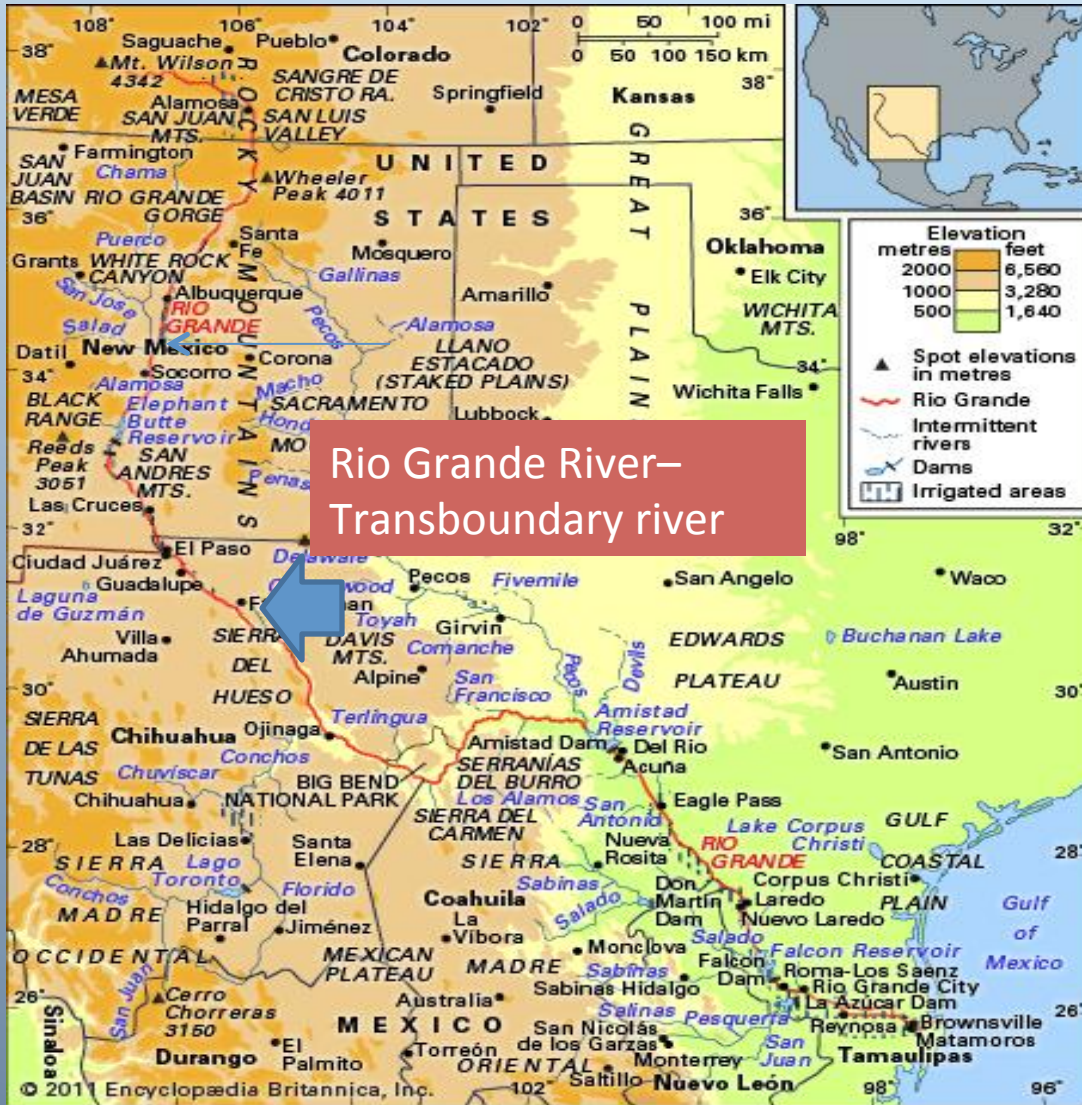 108° 106° 104° 102° 0 50 100 mi
0 50 100 150 km
38° Saguache Pueblo Colorado 38°
Mt. Wilson
4342
ROCKY MOUNTAINS
SANGRE DE
CRISTO RA.
Springfield
Kansas
MESA
VERDE
Alamosa
SAN JUAN
MTS.
SAN LUIS
VALLEY
GREAT PLAIN
Farmington
Chama
UNITED
STATES
SAN
JUAN
BASIN
RIO GRANDE
GORGE
Wheeler
Peak 4011
36° 36°
Puerco
Santa
Fe
Mosquero
Oklahoma
Elk City
Grants
WHITE ROCK
CANYON
Gallinas
San Jose
Albuquerque
Amarillo
WICHITA
MTS.
RIO
GRANDE
Pecos
Salad
Alamosa
Datil
New Mexico
Corona
LLANO
ESTACADO
(STAKED PLAINS)
34° 34°
Socorro
Wichita Falls
BLACK
RANGE
Alamosa
Elephant
Butte
Reservoir
Macho
SACRAMENTO
Hond
MO
Lubbock
Reeds
Peak
3051
SAN
ANDRES
MTS.
Penas
Rio Grande River–
Transboundary river
Elevation
metres feet
2000 6,560
1000 3,280
500 1,640
Spot elevations
in metres
Rio Grande
Intermittent
rivers
Dams
Irrigated areas
Las Cruces
32° 98° 32°
El Paso
Ciudad Juárez
Guadalupe
Delaware
wood
Pecos
Fivemile
San Angelo
Waco
Laguna
de Guzmán
F
an
Toyah
Girvin
Villa
Ahumada
SIERRA
DEL
HUESO
DAVIS
MTS.
Comanche
Alpine
Pecos
Devils
EDWARDS
PLATEAU
Buchanan Lake
Austin
30° 30°
San
Francisco
SIERRA
DE LAS
TUNAS
Chihuahua
Ojinaga
Terlingua
Amistad
Reservoir
Amistad Dam
Del Rio
Acuña
San Antonio
Conchos
Chuvíscar
Chihuahua
BIG BEND
NATIONAL PARK
SERRANÍAS
DEL BURRO
Los Alamos
San
Antonio
Eagle Pass
SIERRA DEL
CARMEN
Nueva
Rosita
RIO
GRANDE
Lake Corpus
Christi
GULF
COASTAL
PLAIN
28° 28°
Las Delicias
Santa
Elena
SIERRA
MADRE
OCCIDENTAL
Lago
Toronto
Conchos
Florido
SIERRA
MADRE
ORIENTAL
Sabinas
Salado
Don
Martín
Dam
Corpus Christi
Laredo
Nuevo Laredo
Gulf
of
Mexico
Hidalgo del
Parral
Jiménez
Coahuila
La
Víbora
Monclova
Salado
Falcon Reservoir
Falcon
Dam
MEXICAN
PLATEAU
Sabinas
Sabinas Hidalgo
Roma-Los Saenz
Rio Grande City
La Azúcar Dam
San Juan
26° 26°
Cerro
Chorreras
3150
Australia
Salinas
Pesquería
Reynosa
Brownsville
Matamoros
Sinaloa
MEXICO
San Nicolás
de los Garzas
San
Juan
Tamaulipas
Durango
El
Palmito
Torreón
Monterrey
Saltillo
Nuevo León
© 2011 Encyclopædia Britannica, Inc. 102° 98° 96°